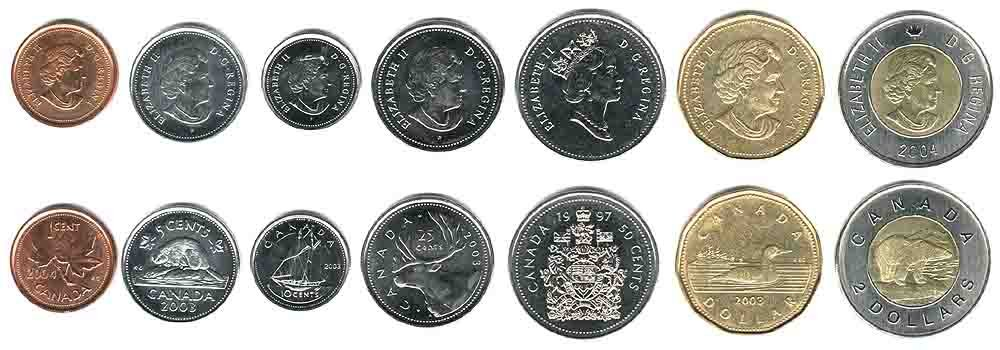 ELIZABETH II D·G·REGINA
ELIZABETH II D·G·REGINA
ELIZABETH II D·G·REGINA
ELIZABETH II D·G·REGINA
ELIZABETH II D·G·REGINA
ELIZABETH II D·G·REGINA
ELIZABETH II D·G·REGINA
2004
1 CENT
2004
CANADA
5 CENTS
CANADA
2003
CANADA
2003
10 CENTS
CANADA
25
CENTS
2003
1997
CANADA
50 CENTS
CANADA
2003
DOLLAR
CANADA
2 DOLLARS